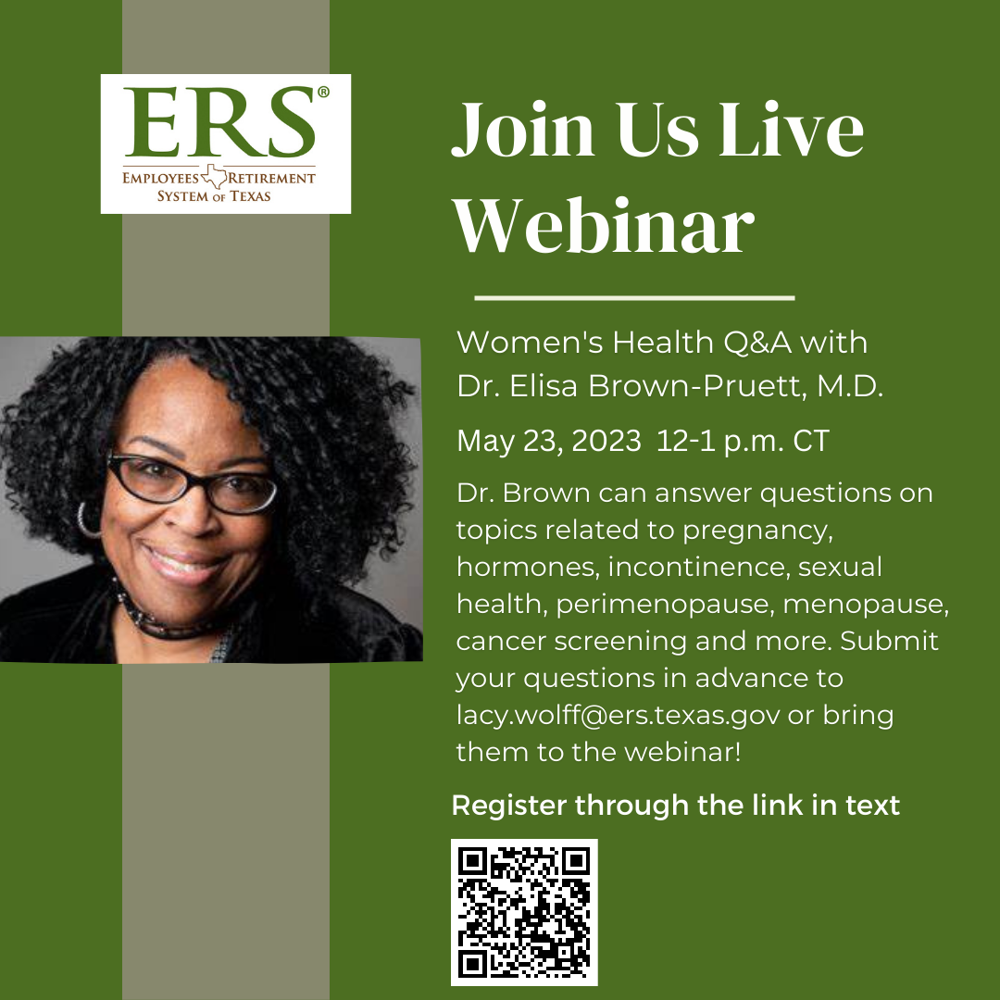 ERS®
EMPLOYEES RETIREMENT
SYSTEM OF TEXAS
Join Us Live
Webinar
Women's Health Q&A with
Dr. Elisa Brown-Pruett, M.D.
May 23, 2023 12-1 p.m. CT
Dr. Brown can answer questions on
topics related to pregnancy,
hormones, incontinence, sexual
health, perimenopause, menopause,
cancer screening and more. Submit
your questions in advance to
lacy.wolff@ers.texas.gov or bring
them to the webinar!
Register through the link in text